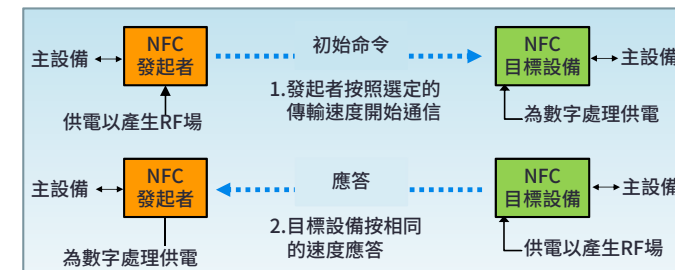 主設備
NFC
發起者
初始命令
NFC
目標設備
主設備
1.發起者按照選定的
傳輸速度開始通信
供電以產生RF場
為數字處理供電
主設備
NFC
發起者
應答
NFC
目標設備
主設備
2.目標設備按相同
的速度應答
為數字處理供電
供電以產生RF場